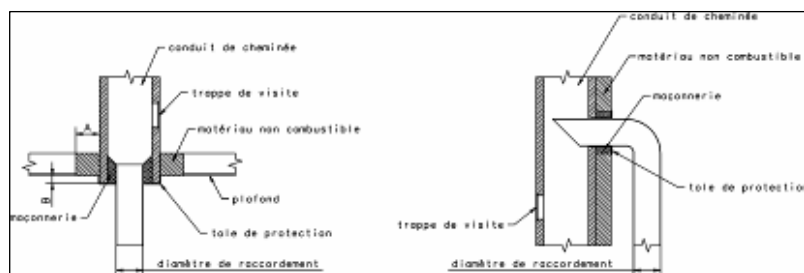 conduit de cheminée
trappe de visite
matériau non combustible
A
B
maçonnerie
plafond
tole de protection
diamètre de raccordement
conduit de cheminée
matériau non combustible
maçonnerie
tole de protection
trappe de visite
diamètre de raccordement